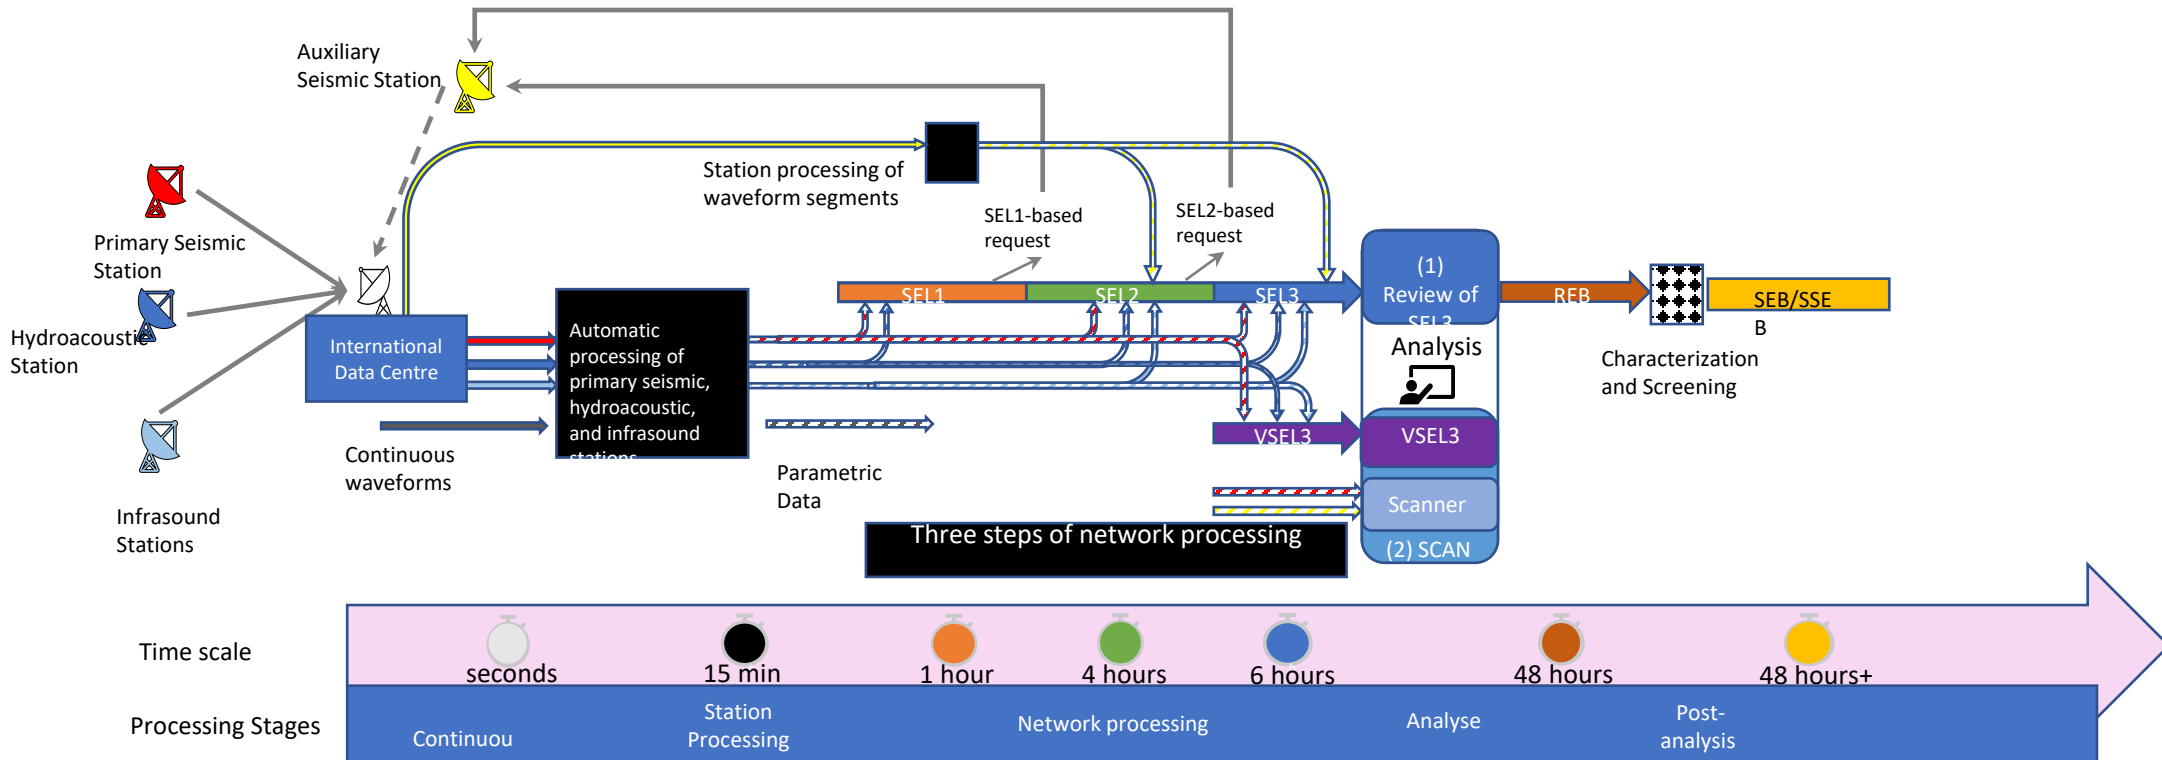 Auxiliary
Seismic Station
Primary Seismic
Station
Hydroacoustic
Station
Infrasound
Stations
International
Data Centre
Continuous
waveforms
Automatic
processing of
primary seismic,
hydroacoustic,
and infrasound
stations
Station processing of
waveform segments
Parametric
Data
SEL1-based
request
SEL2-based
request
SEL1
SEL2
SEL3
VSEL3
Three steps of network processing
(1)
Review of
SEL3
Analysis
VSEL3
Scanner
(2) SCAN
REB
SEB/SSE
B
Characterization
and Screening
Time scale
seconds
15 min
1 hour
4 hours
6 hours
48 hours
48 hours+
Processing Stages
Continuou
Station
Processing
Network processing
Analyse
Post-
analysis